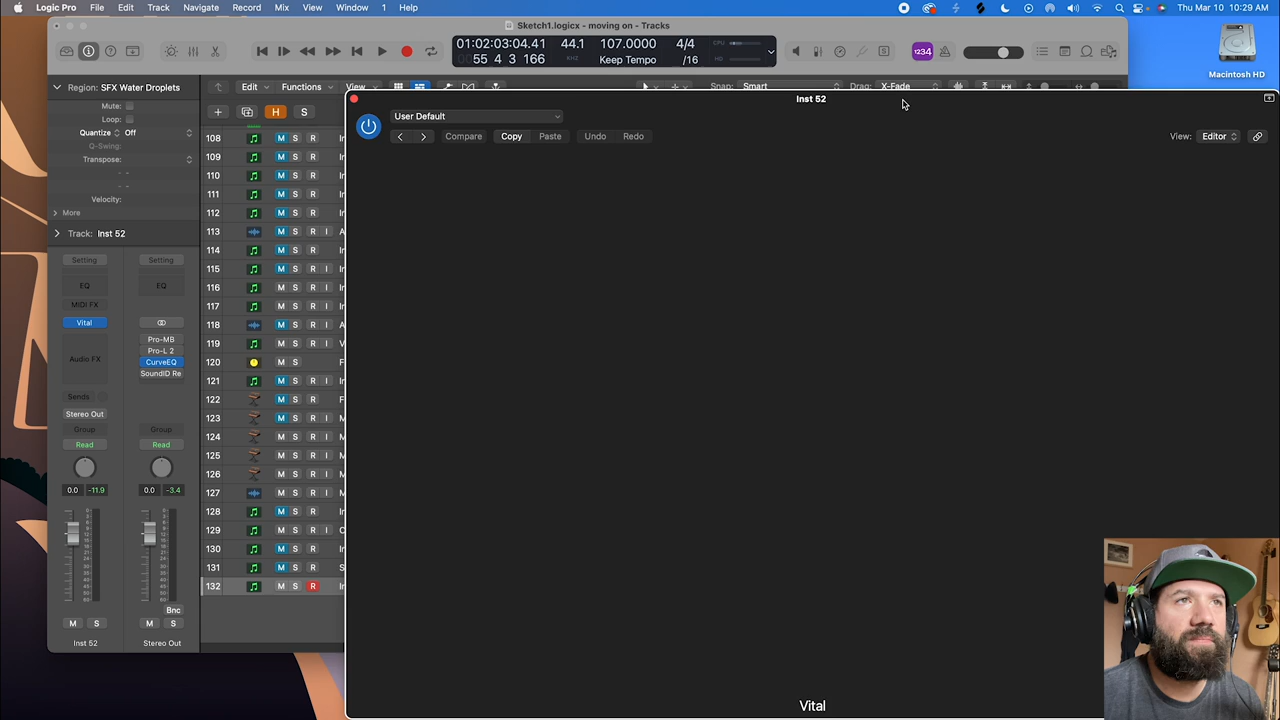 Logic Pro File Edit Track Navigate Record Mix View Window 1 Help Thu Mar 10 10:29 AM
Sketch1.logicx - moving on - Tracks
01:02:03:04.41 44.1 107.0000 4/4 CPU
55 4 3 166 KHZ Keep Tempo /16 HD
1234
Macintosh HD
Region: SFX Water Droplets
Edit Functions View Snap: Smart Drag: X-Fade
Mute:
Loop:
Quantize Off
Q-Swing:
Transpose:
Velocity:
More
Track: Inst 52
H S
Inst 52
User Default
Compare Copy Paste Undo Redo View: Editor
108 M S R
109 M S R
110 M S R
111 M S R
112 M S R
113 M S R I A
114 M S R
115 M S R I
116 M S R I
117 M S R I
118 M S R I A
119 M S R I V
120 M S F
121 M S R I
122 M S R F
123 M S R I M
124 M S R I M
125 M S R I M
126 M S R I M
127 M S R I M
128 M S R
129 M S R I C
130 M S R
131 M S R S
132 M S R
Setting Setting
EQ EQ
MIDI FX
Vital
Pro-MB
Pro-L 2
Audio FX
CurveEQ
SoundID Re
Sends
Stereo Out
Group Group
Read Read
0.0 -11.9 0.0 -3.4
Bnc
M S M S
Inst 52 Stereo Out
Vital